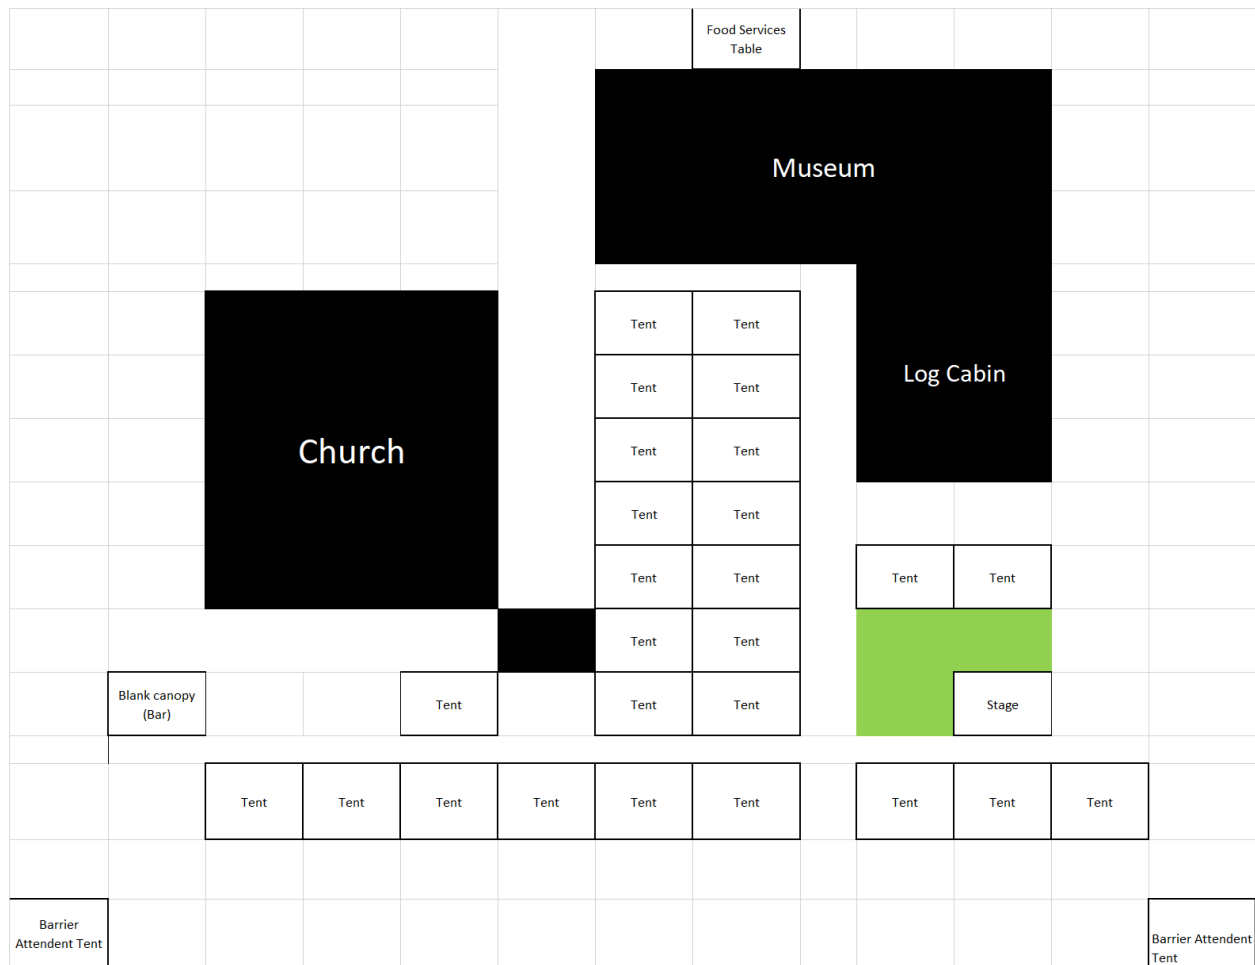 Food Services
Table
Museum
Tent Tent
Log Cabin
Tent Tent
Church
Tent Tent
Tent Tent
Tent Tent Tent Tent
Tent Tent
Blank canopy
(Bar)
Tent Tent Tent Stage
Tent Tent Tent Tent Tent Tent Tent Tent Tent
Barrier
Attendent Tent
Barrier Attendent
Tent